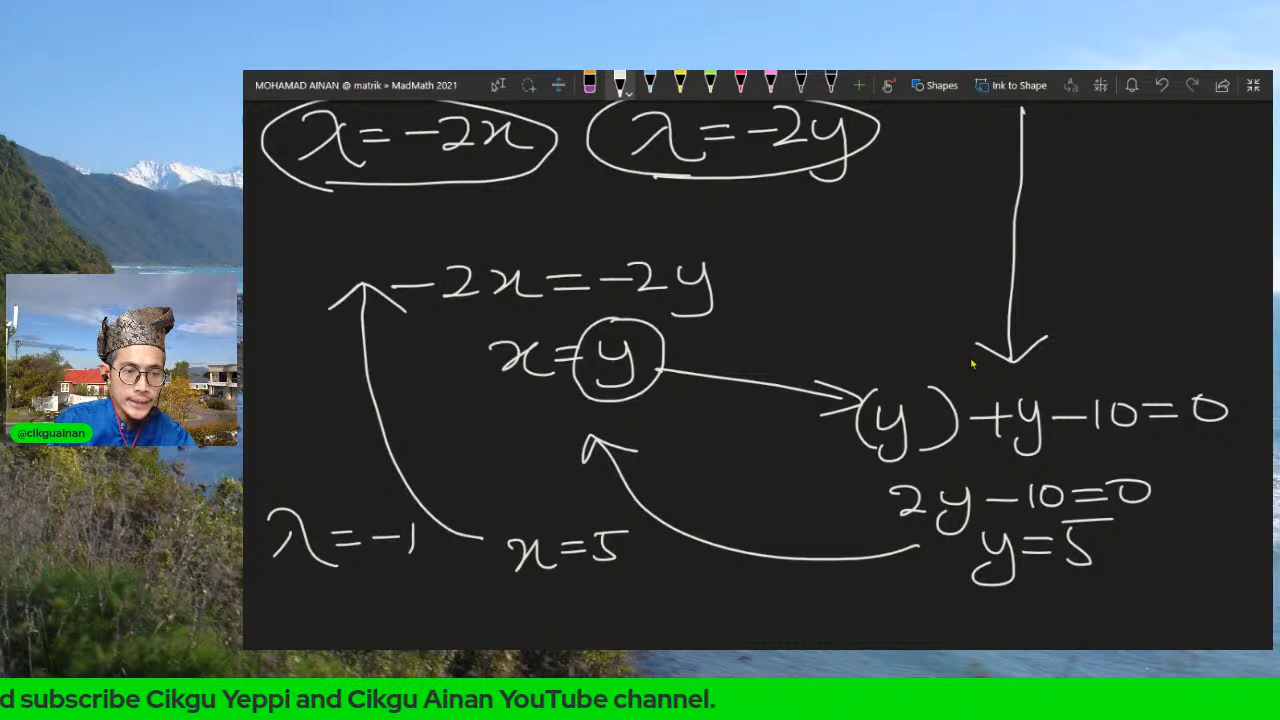 MOHAMAD AINAN @ matrik » MadMath 2021
Shapes
Ink to Shape
λ=-2x
λ=-2y
-2x=-2y
x=y
(y)+y-10=0
2y-10=0
y=5
x=5
λ=-1
@cikguainan
d subscribe Cikgu Yeppi and Cikgu Ainan YouTube channel.